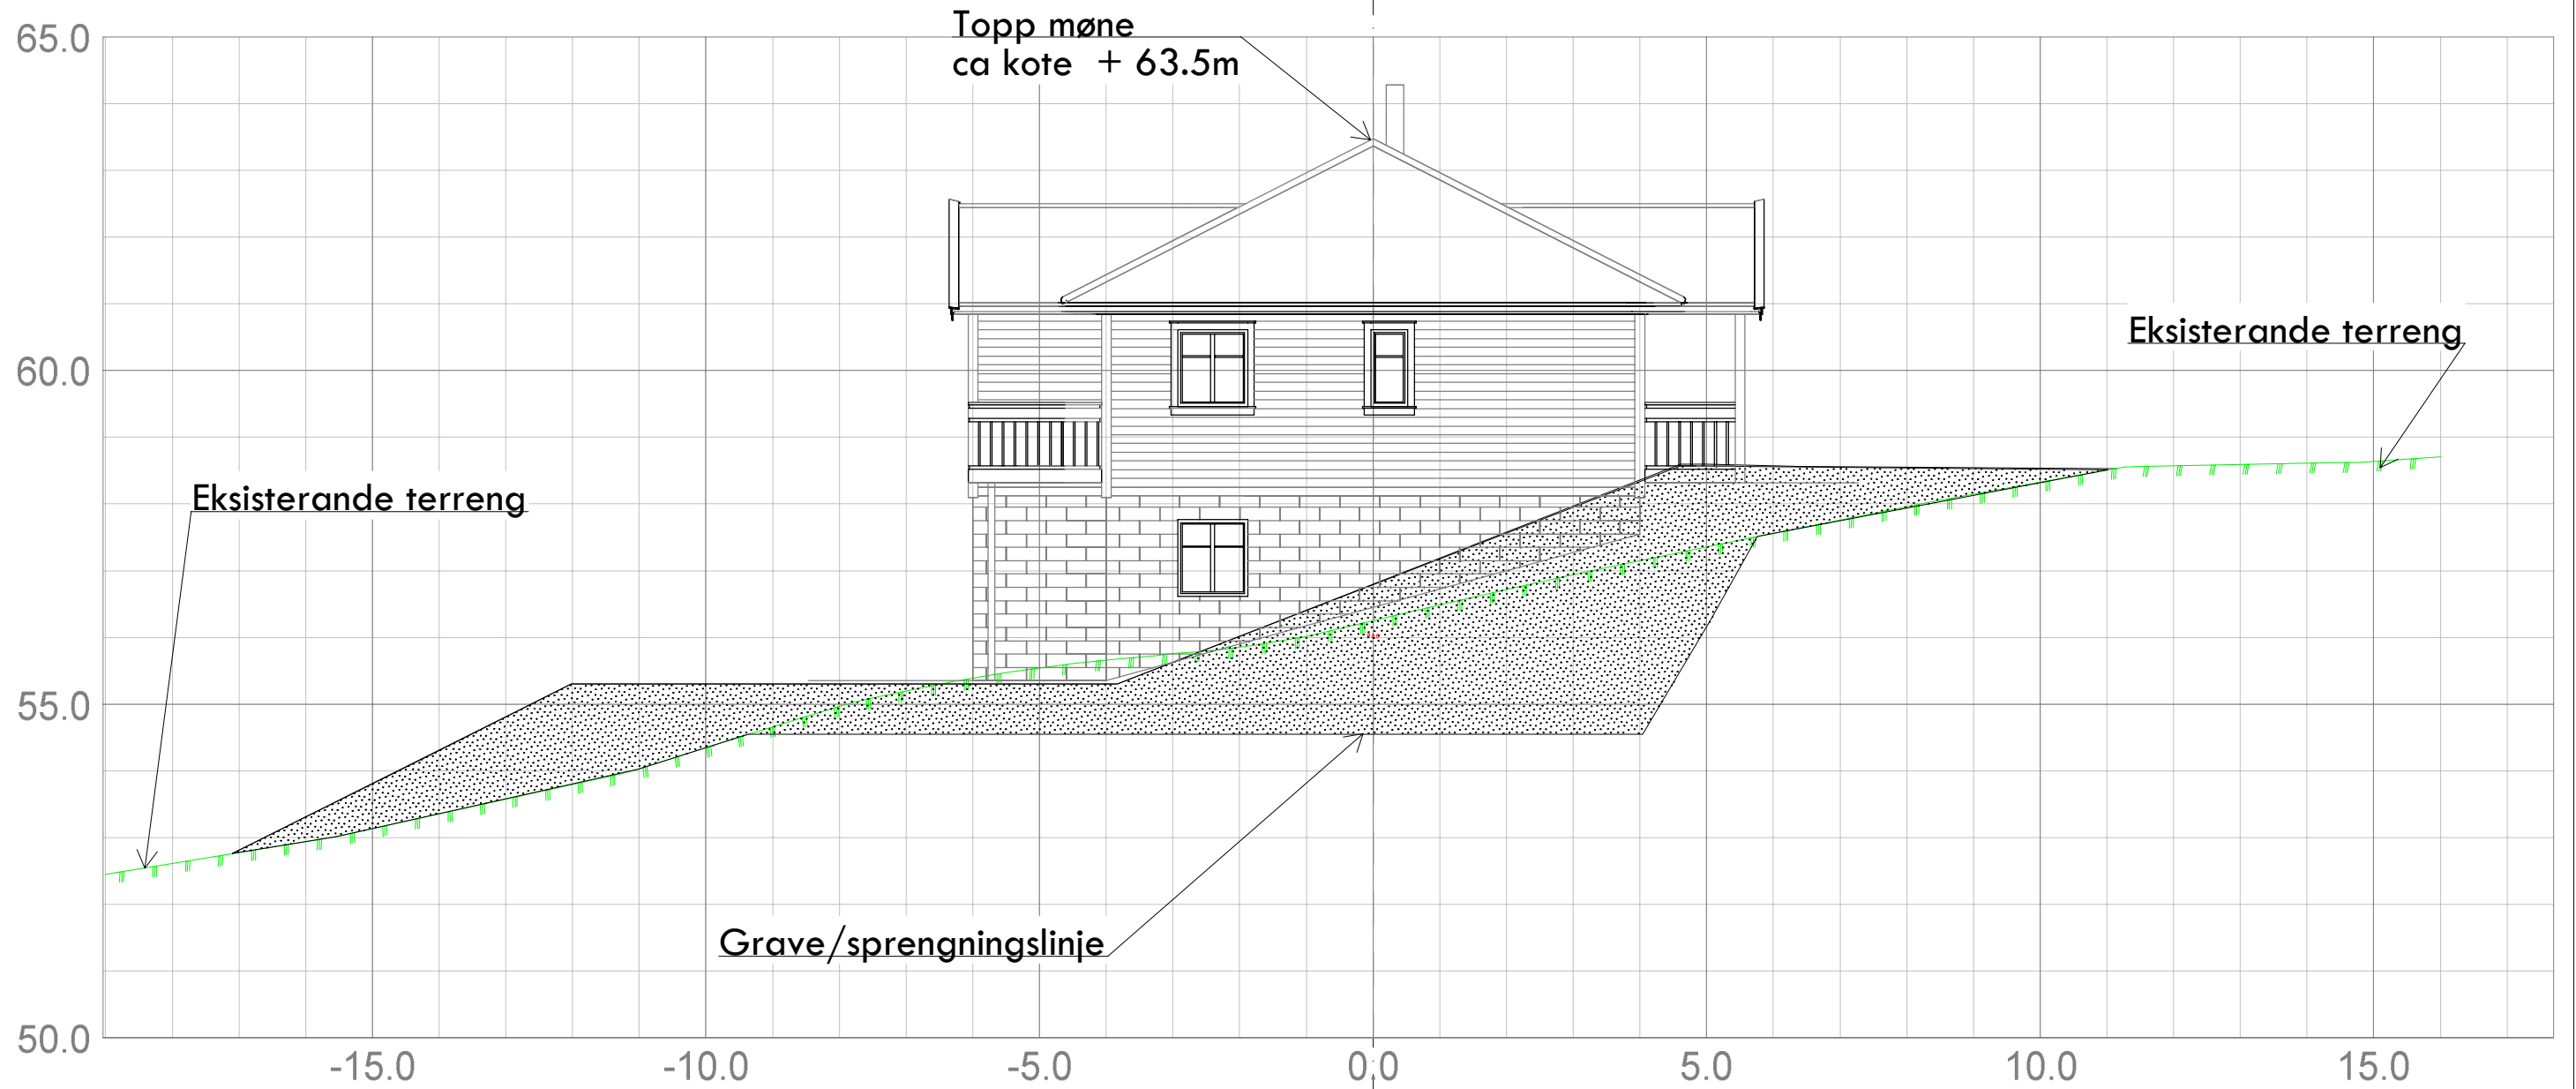 Topp møne
ca kote + 63.5m
65.0
60.0
Eksisterande terreng
Eksisterande terreng
55.0
Grave/sprengningslinje
50.0
-15.0 -10.0 -5.0 0.0 5.0 10.0 15.0